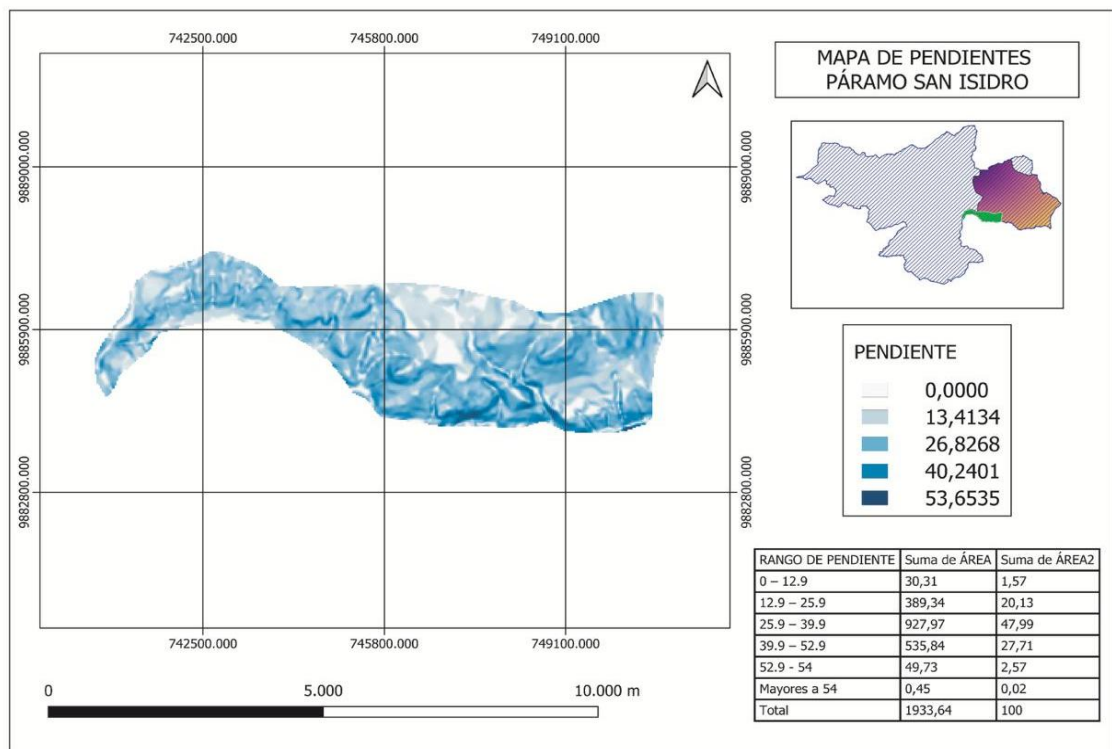 742500.000 745800.000 749100.000
9889000.000 9889000.000
9885900.000 9885900.000
9882800.000 9882800.000
742500.000 745800.000 749100.000
0 5.000 10.000 m
MAPA DE PENDIENTES
PÁRAMO SAN ISIDRO
PENDIENTE
0,0000
13,4134
26,8268
40,2401
53,6535
RANGO DE PENDIENTE Suma de ÁREA Suma de ÁREA2
0 – 12.9 30,31 1,57
12.9 – 25.9 389,34 20,13
25.9 – 39.9 927,97 47,99
39.9 – 52.9 535,84 27,71
52.9 - 54 49,73 2,57
Mayores a 54 0,45 0,02
Total 1933,64 100